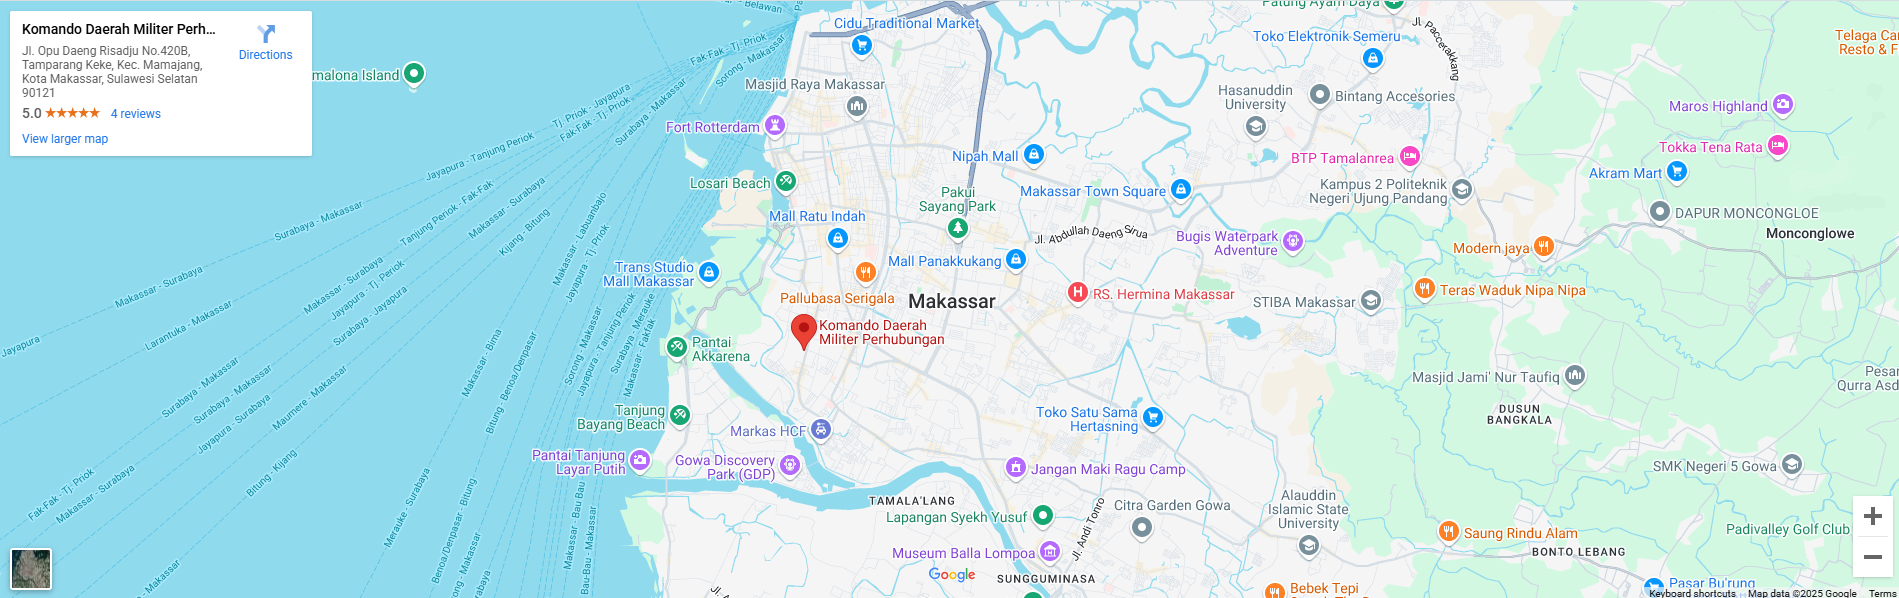 Komando Daerah Militer Perh...
Jl. Opu Daeng Risadju No.420B,
Tamparang Keke, Kec. Mamajang,
Kota Makassar, Sulawesi Selatan
90121
5.0
4 reviews
View larger map
Directions
malona Island
Cidu Traditional Market
Patung Ayam Daya
Toko Elektronik Semeru
Jl. Paccerakkang
Telaga Ca
Resto & F
Masjid Raya Makassar
Hasanuddin
University
Bintang Accesories
Maros Highland
Fort Rotterdam
Nipah Mall
BTP Tamalanrea
Tokka Tena Rata
Losari Beach
Pakui
Sayang Park
Makassar Town Square
Kampus 2 Politeknik
Negeri Ujung Pandang
Akram Mart
DAPUR MONCONGLOE
Mall Ratu Indah
Jl. Abdullah Daeng Sirua
Bugis Waterpark
Adventure
Modern.jaya
Monconglowe
Trans Studio
Mall Makassar
Mall Panakkukang
Pallubasa Serigala
Makassar
RS. Hermina Makassar
STIBA Makassar
Teras Waduk Nipa Nipa
Komando Daerah
Militer Perhubungan
Pantai
Akkarena
Masjid Jami' Nur Taufiq
Pesar
Qurra Asd
Tanjung
Bayang Beach
Markas HCF
Toko Satu Sama
Hertasning
DUSUN
BANGKALA
Pantai Tanjung
Layar Putih
Gowa Discovery
Park (GDP)
Jangan Maki Ragu Camp
SMK Negeri 5 Gowa
TAMALA'LANG
Lapangan Syekh Yusuf
Citra Garden Gowa
Alauddin
Islamic State
University
Jl. Andi Tonro
Saung Rindu Alam
Padivalley Golf Club
Museum Balla Lompoa
BONTO LEBANG
SUNGGUMINASA
Bebek Tepi
Pasar Bu'rung
Fak-Fak - Tj. Priok
Jayapura - Tanjung Periok
Tj. Priok - Jayapura
Fak-Fak - Tj. Priok
Surabaya - Makassar
Tanjung Periok - Fak-Fak
Makassar - Surabaya
Kijang - Bitung
Makassar - Labuanbajo
Jayapura - Tj. Priok
Surabaya - Makassar
Makassar - Surabaya
Jayapura - Tj. Priok
Larantuka - Makassar
Jayapura
Makassar - Bima
Sorong - Makassar
Jayapura - Tanjung Periok
Surabaya - Merauke
Makassar - Fakfak
Surabaya - Makassar
Surabaya - Makassar
Jayapura - Surabaya
Maumere - Makassar
Bitung - Benoa/Denpasar
Bitung - Kijang
Fak-Fak - Tj. Priok
Makassar - Surabaya
Merauke - Surabaya
Benoa/Denpasar - Bitung
Makassar - Bau Bau
Bau-Bau - Makassar
Sorong - Surabaya
Makassar
Jl. A
Google
Keyboard shortcuts
Map data ©2025 Google
Terms